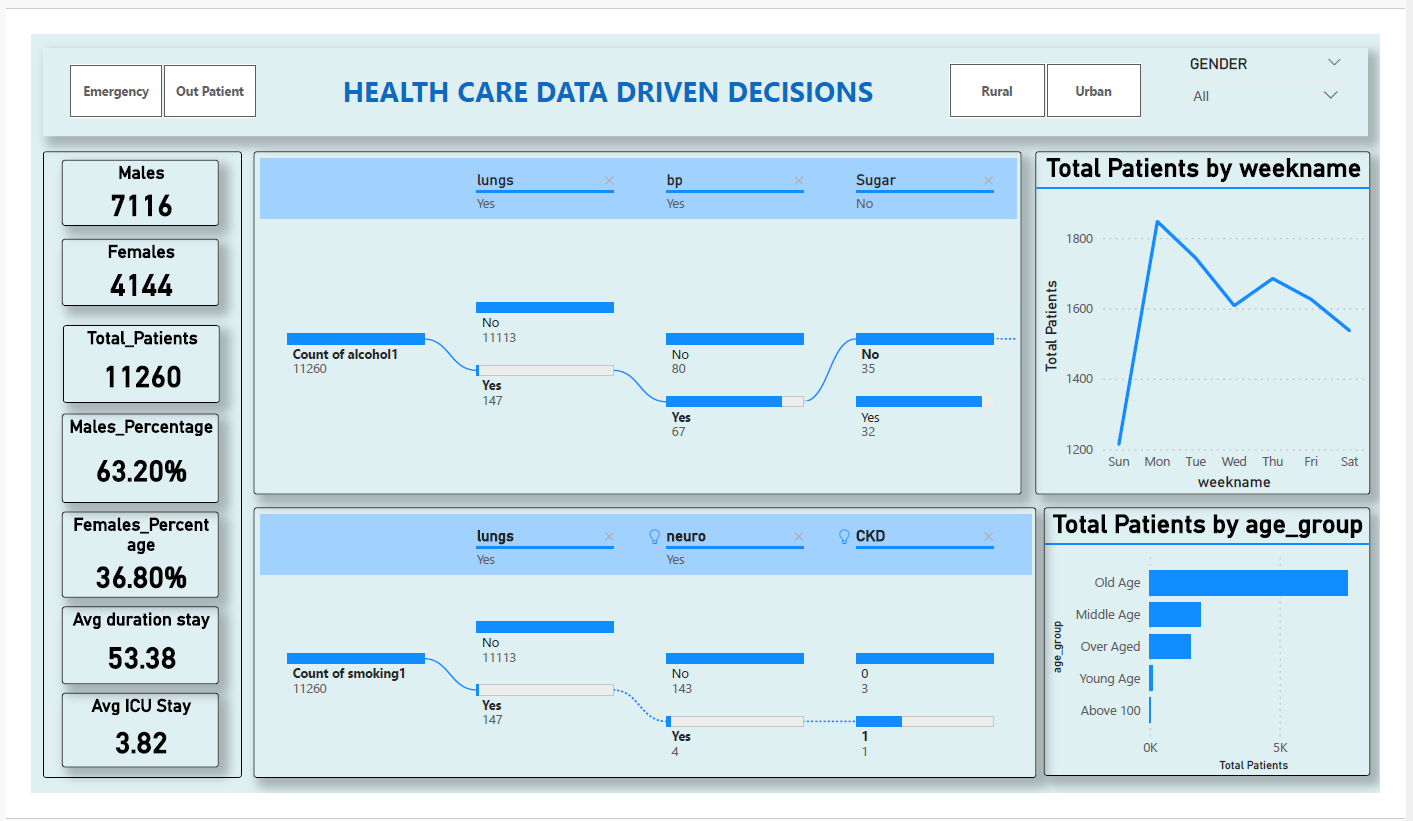 Emergency
Out Patient
HEALTH CARE DATA DRIVEN DECISIONS
Rural
Urban
GENDER
All
Males
7116
Females
4144
Total_Patients
11260
Males_Percentage
63.20%
Females_Percent
age
36.80%
Avg duration stay
53.38
Avg ICU Stay
3.82
lungs
Yes
bp
Yes
Sugar
No
Count of alcohol1
11260
No
11113
Yes
147
No
80
Yes
67
No
35
Yes
32
Total Patients by weekname
Total Patients
1800
1600
1400
1200
Sun Mon Tue Wed Thu Fri Sat
weekname
lungs
Yes
neuro
Yes
CKD
Count of smoking1
11260
No
11113
Yes
147
No
143
Yes
4
0
3
1
1
Total Patients by age_group
age_group
Old Age
Middle Age
Over Aged
Young Age
Above 100
0K 5K
Total Patients